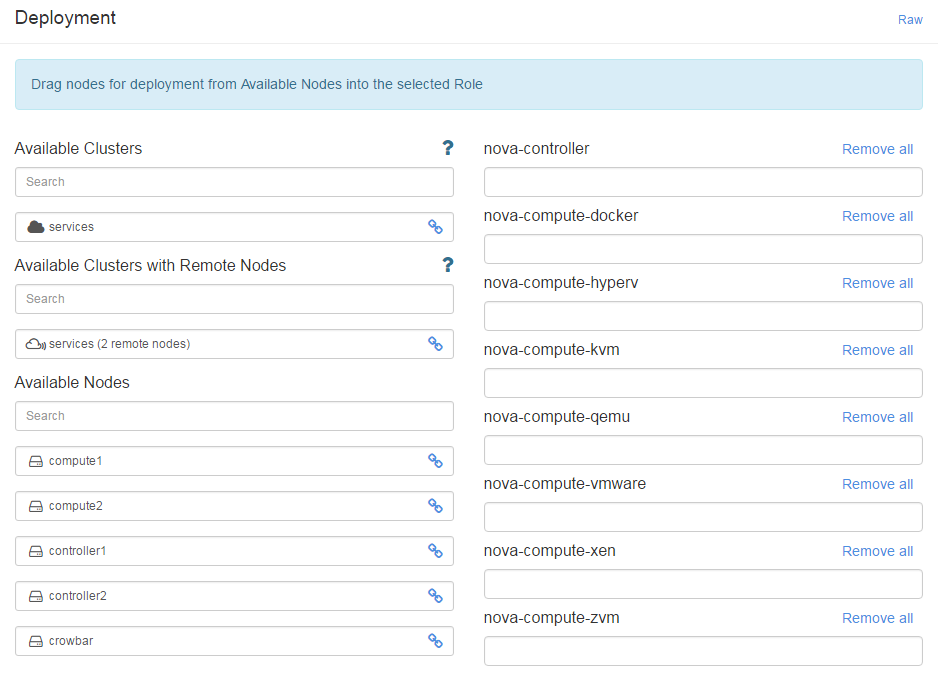 Deployment
Raw
Drag nodes for deployment from Available Nodes into the selected Role
Available Clusters
?
Search
services
Available Clusters with Remote Nodes
?
Search
services (2 remote nodes)
Available Nodes
Search
compute1
compute2
controller1
controller2
crowbar
nova-controller
Remove all
nova-compute-docker
Remove all
nova-compute-hyperv
Remove all
nova-compute-kvm
Remove all
nova-compute-qemu
Remove all
nova-compute-vmware
Remove all
nova-compute-xen
Remove all
nova-compute-zvm
Remove all